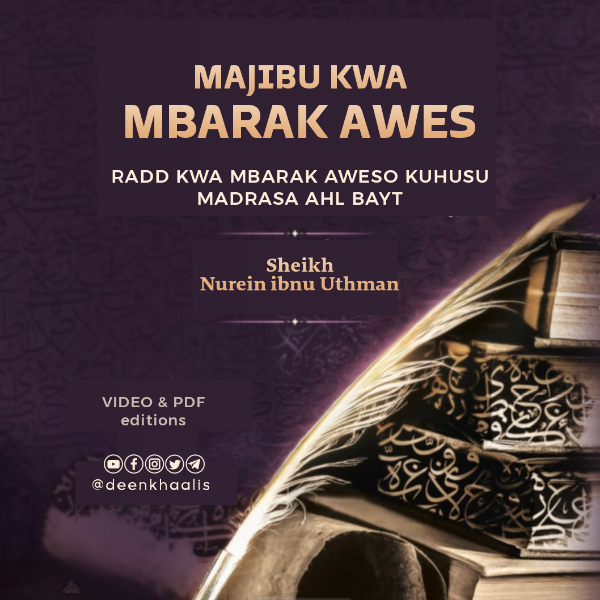 MAJIBU KWA
MBARAK AWES
RADD KWA MBARAK AWESO KUHUSU
MADRASA AHL BAYT
Sheikh
Nurein ibnu Uthman
VIDEO & PDF
editions
@deenkhaalis